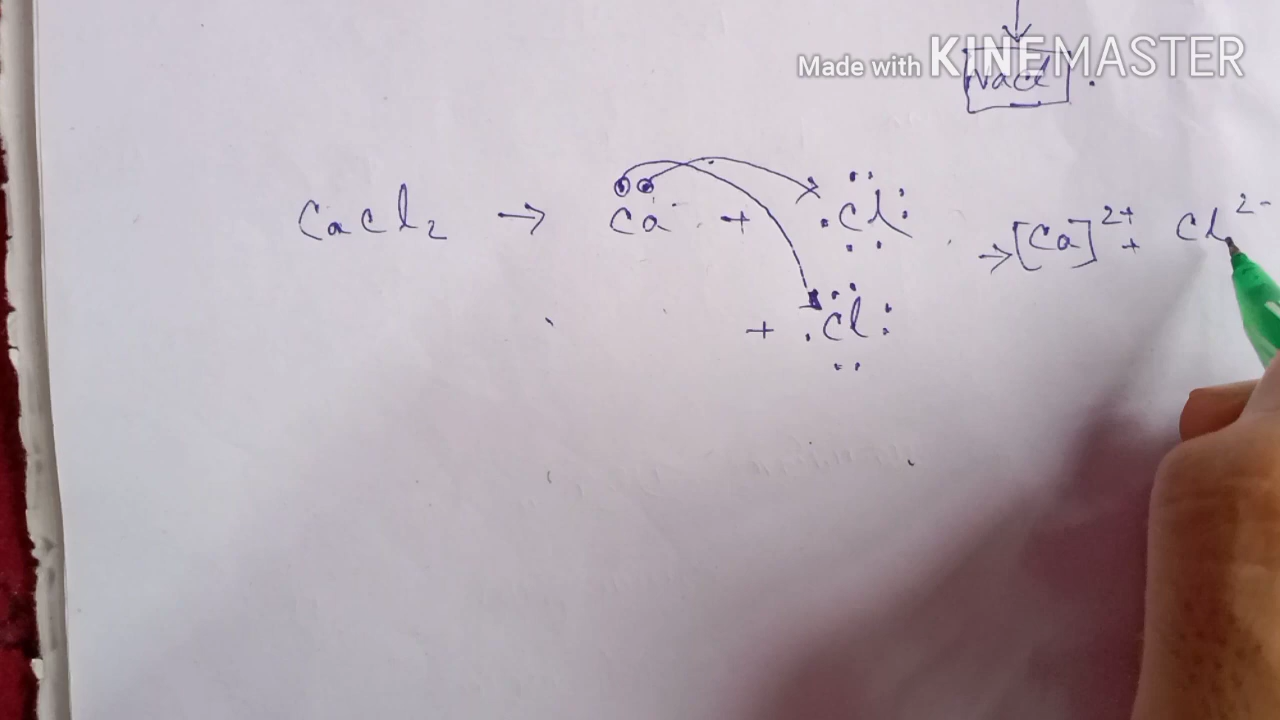 Made with KINEMASTER
NaCl.
CaCl₂ → Ca + Cl → [Ca]²⁺ + Cl²⁻
+ Cl